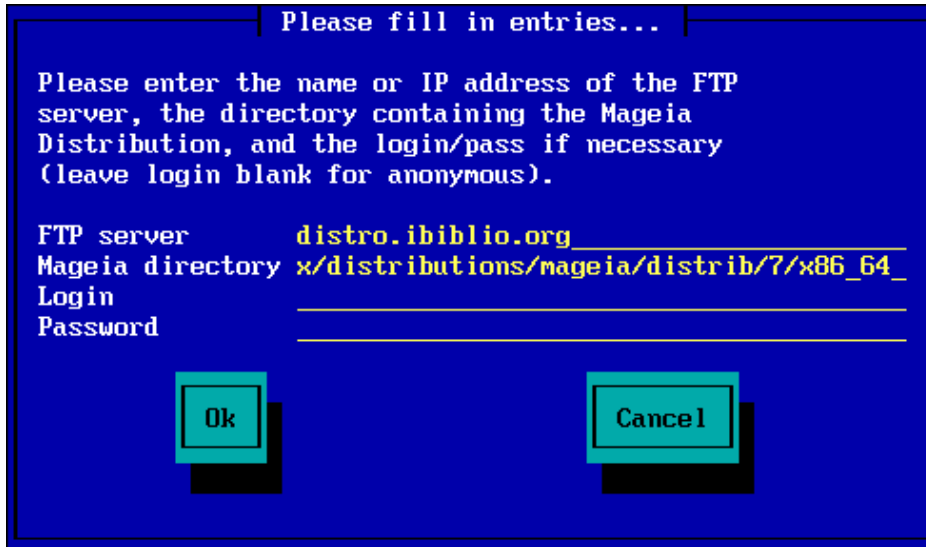 Please fill in entries...
Please enter the name or IP address of the FTP
server, the directory containing the Mageia
Distribution, and the login/pass if necessary
(leave login blank for anonymous).
FTP server distro.ibiblio.org
Mageia directory x/distributions/mageia/distrib/7/x86_64_
Login
Password
Ok Cancel